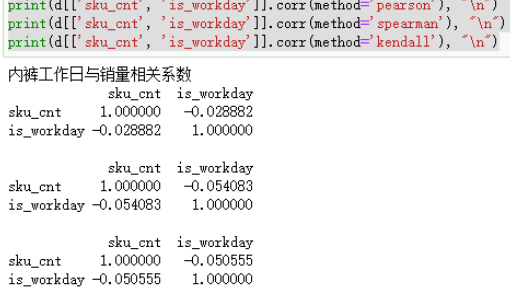 print(d[['sku_cnt', 'is_workday']].corr(method='pearson'), "\n")
print(d[['sku_cnt', 'is_workday']].corr(method='spearman'), "\n")
print(d[['sku_cnt', 'is_workday']].corr(method='kendall'), "\n")
内裤工作日与销量相关系数
sku_cnt is_workday
sku_cnt 1.000000 -0.028882
is_workday -0.028882 1.000000
sku_cnt is_workday
sku_cnt 1.000000 -0.054083
is_workday -0.054083 1.000000
sku_cnt is_workday
sku_cnt 1.000000 -0.050555
is_workday -0.050555 1.000000